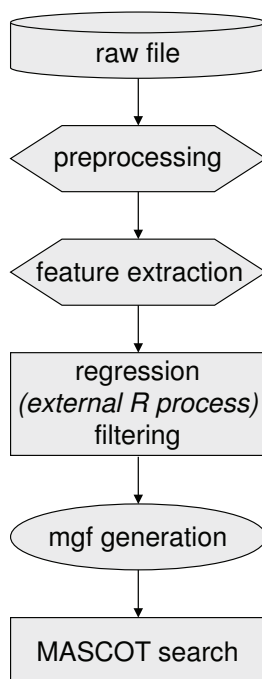 raw file
preprocessing
feature extraction
regression
(external R process)
filtering
mgf generation
MASCOT search